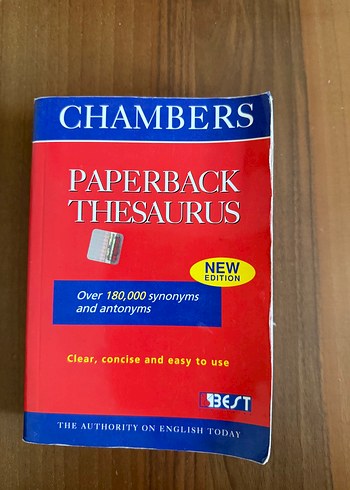 CHAMBERS
PAPERBACK
THESAURUS
NEW
EDITION
Over 180,000 synonyms
and antonyms
Clear, concise and easy to use
BEST
THE AUTHORITY ON ENGLISH TODAY